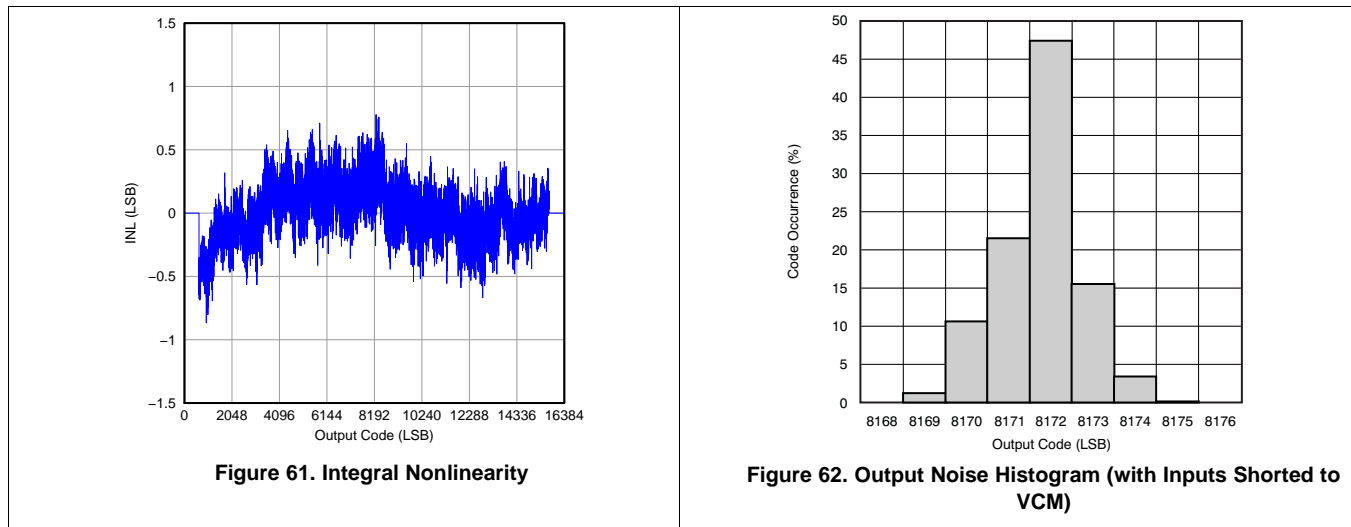 1.5
1
0.5
0
−0.5
−1
−1.5
INL (LSB)
0 2048 4096 6144 8192 10240 12288 14336 16384
Output Code (LSB)
Figure 61. Integral Nonlinearity
50
45
40
35
30
25
20
15
10
5
0
Code Occurrence (%)
8168 8169 8170 8171 8172 8173 8174 8175 8176
Output Code (LSB)
Figure 62. Output Noise Histogram (with Inputs Shorted to
VCM)